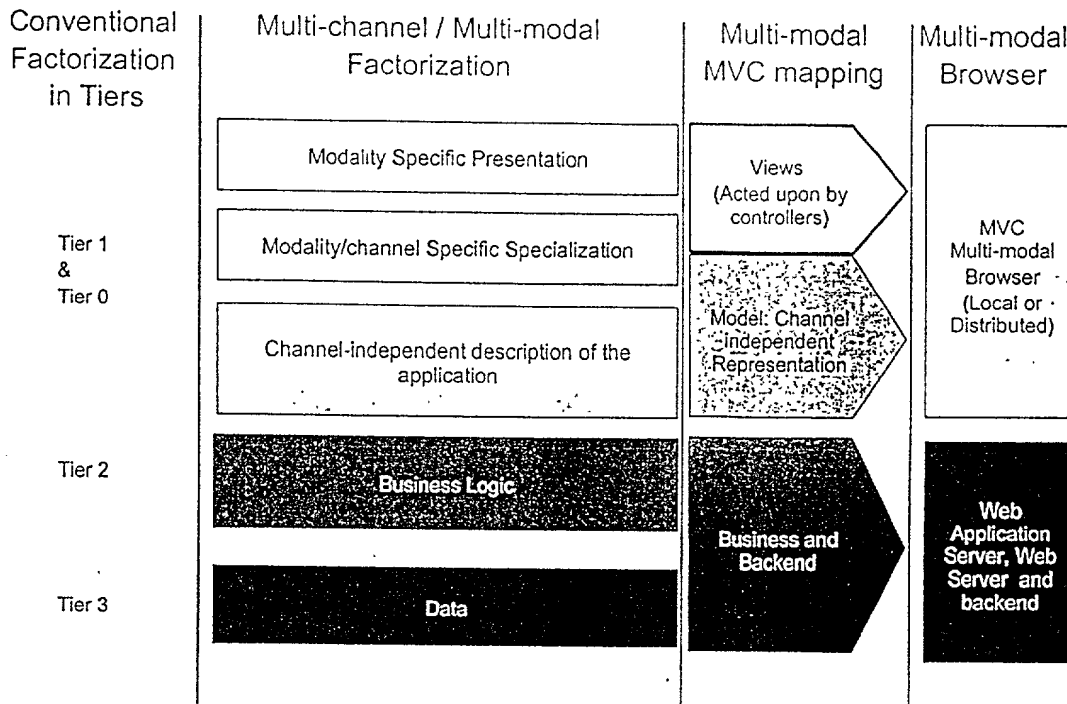 Conventional
Factorization
in Tiers
Multi-channel / Multi-modal
Factorization
Multi-modal
MVC mapping
Multi-modal
Browser
Modality Specific Presentation
Modality/channel Specific Specialization
Channel-independent description of the
application
Business Logic
Data
Tier 1
&
Tier 0
Tier 2
Tier 3
Views
(Acted upon by
controllers)
Model: Channel
Independent
Representation
Business and
Backend
MVC
Multi-modal
Browser
(Local or
Distributed)
Web
Application
Server, Web
Server and
backend